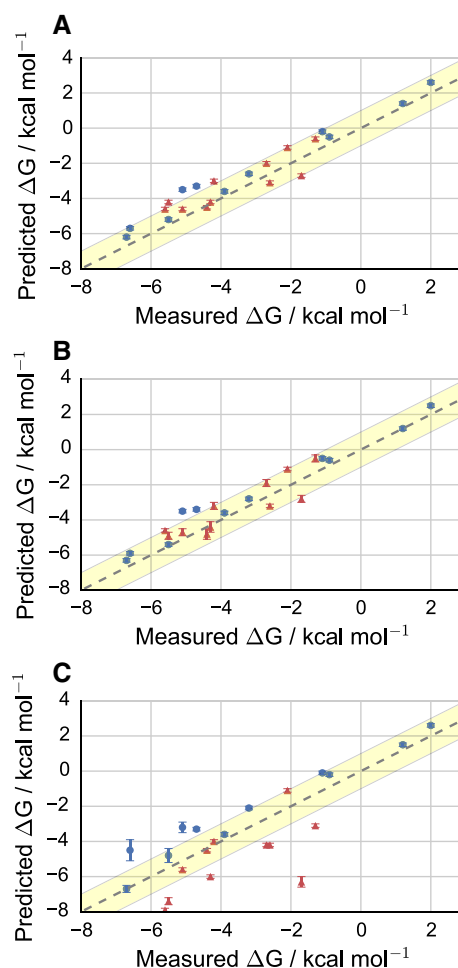 A
4
2
0
−2
−4
−6
−8
Predicted ΔG / kcal mol⁻¹
−8 −6 −4 −2 0 2
Measured ΔG / kcal mol⁻¹
B
4
2
0
−2
−4
−6
−8
Predicted ΔG / kcal mol⁻¹
−8 −6 −4 −2 0 2
Measured ΔG / kcal mol⁻¹
C
4
2
0
−2
−4
−6
−8
Predicted ΔG / kcal mol⁻¹
−8 −6 −4 −2 0 2
Measured ΔG / kcal mol⁻¹